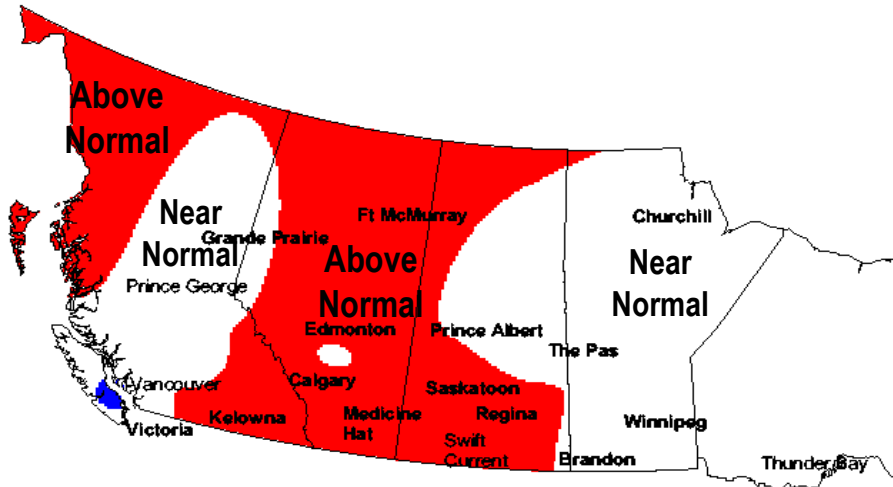 Above
Normal
Near
Normal
Ft McMurray
Churchill
Grande Prairie
Above
Normal
Near
Normal
Prince George
Edmonton
Prince Albert
The Pas
Vancouver
Calgary
Saskatoon
Kelowna
Medicine
Hat
Regina
Winnipeg
Victoria
Swift
Current
Brandon
Thunder Bay